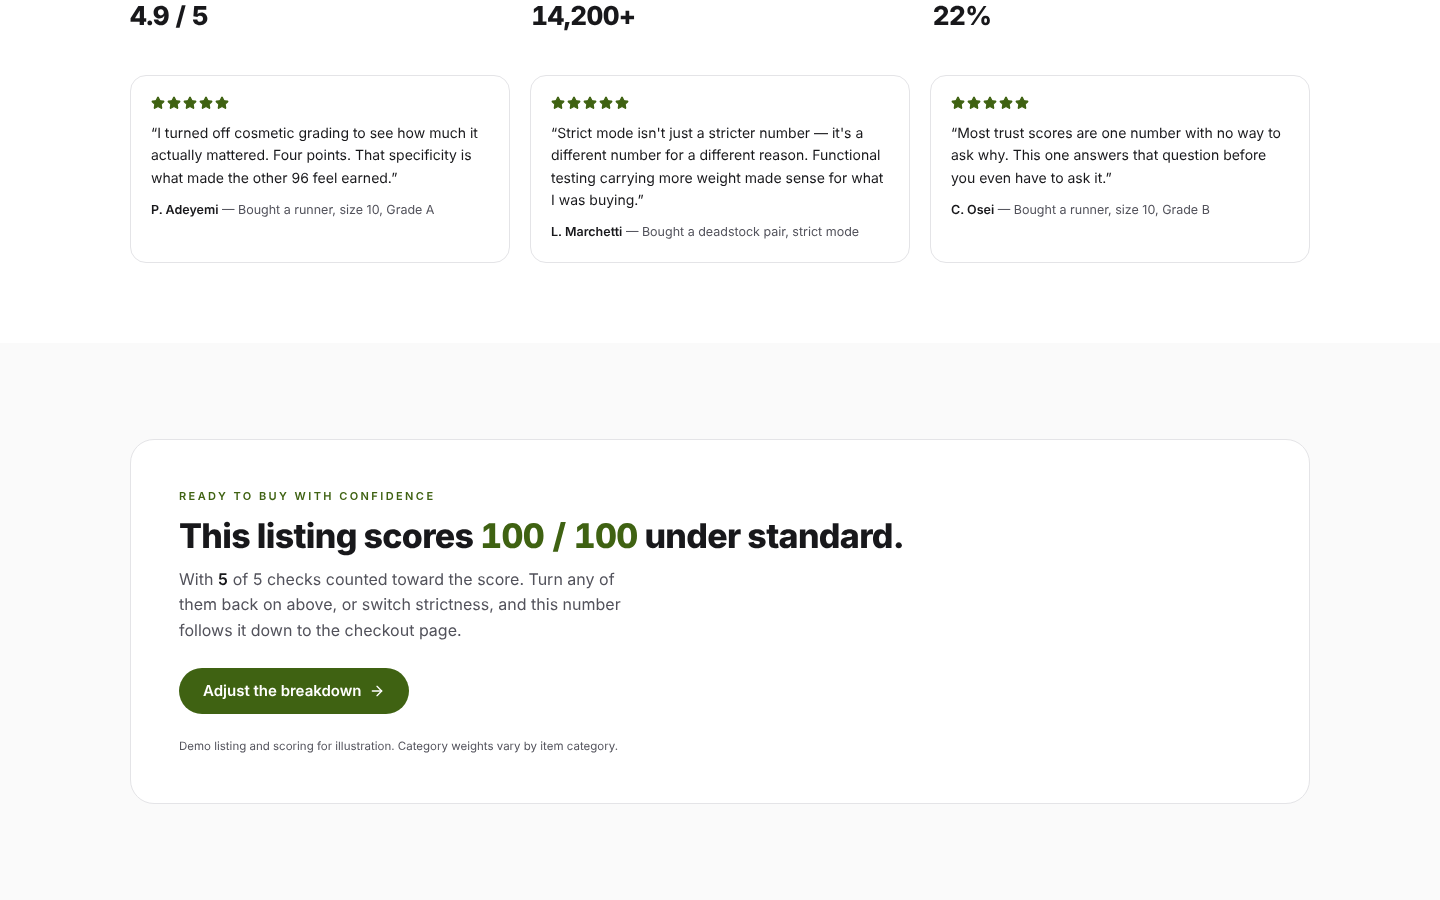 4.9 / 5
14,200+
22%
“I turned off cosmetic grading to see how much it
actually mattered. Four points. That specificity is
what made the other 96 feel earned.”
P. Adeyemi — Bought a runner, size 10, Grade A
“Strict mode isn't just a stricter number — it's a
different number for a different reason. Functional
testing carrying more weight made sense for what
I was buying.”
L. Marchetti — Bought a deadstock pair, strict mode
“Most trust scores are one number with no way to
ask why. This one answers that question before
you even have to ask it.”
C. Osei — Bought a runner, size 10, Grade B
READY TO BUY WITH CONFIDENCE
This listing scores 100 / 100 under standard.
With 5 of 5 checks counted toward the score. Turn any of
them back on above, or switch strictness, and this number
follows it down to the checkout page.
Adjust the breakdown →
Demo listing and scoring for illustration. Category weights vary by item category.